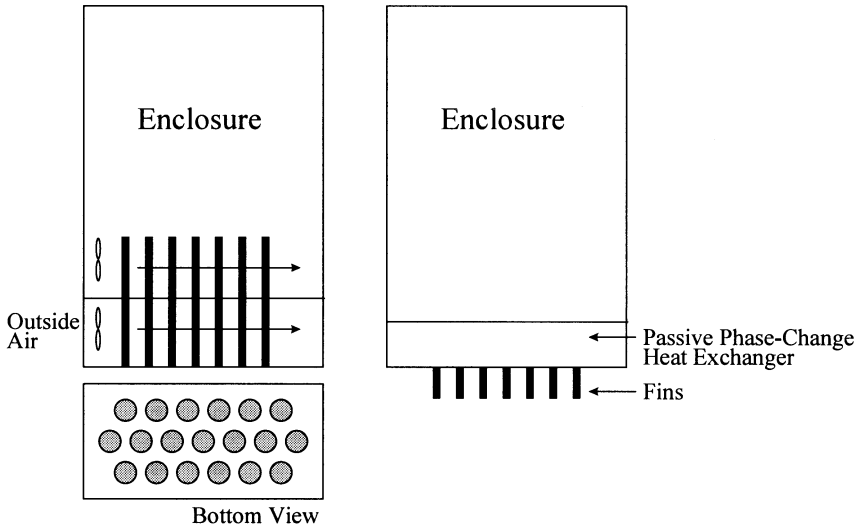 Enclosure
Enclosure
Outside
Air
Passive Phase-Change
Heat Exchanger
Fins
Bottom View